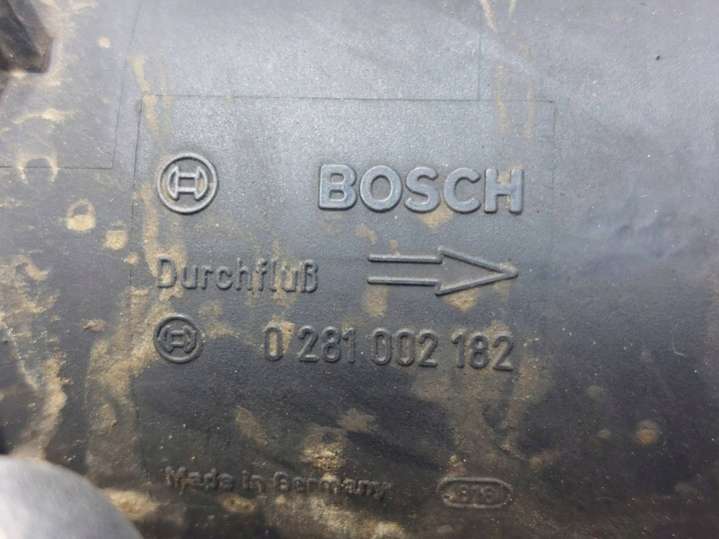 BOSCH
Durchfluß
0 281 002 182
Made in Germany